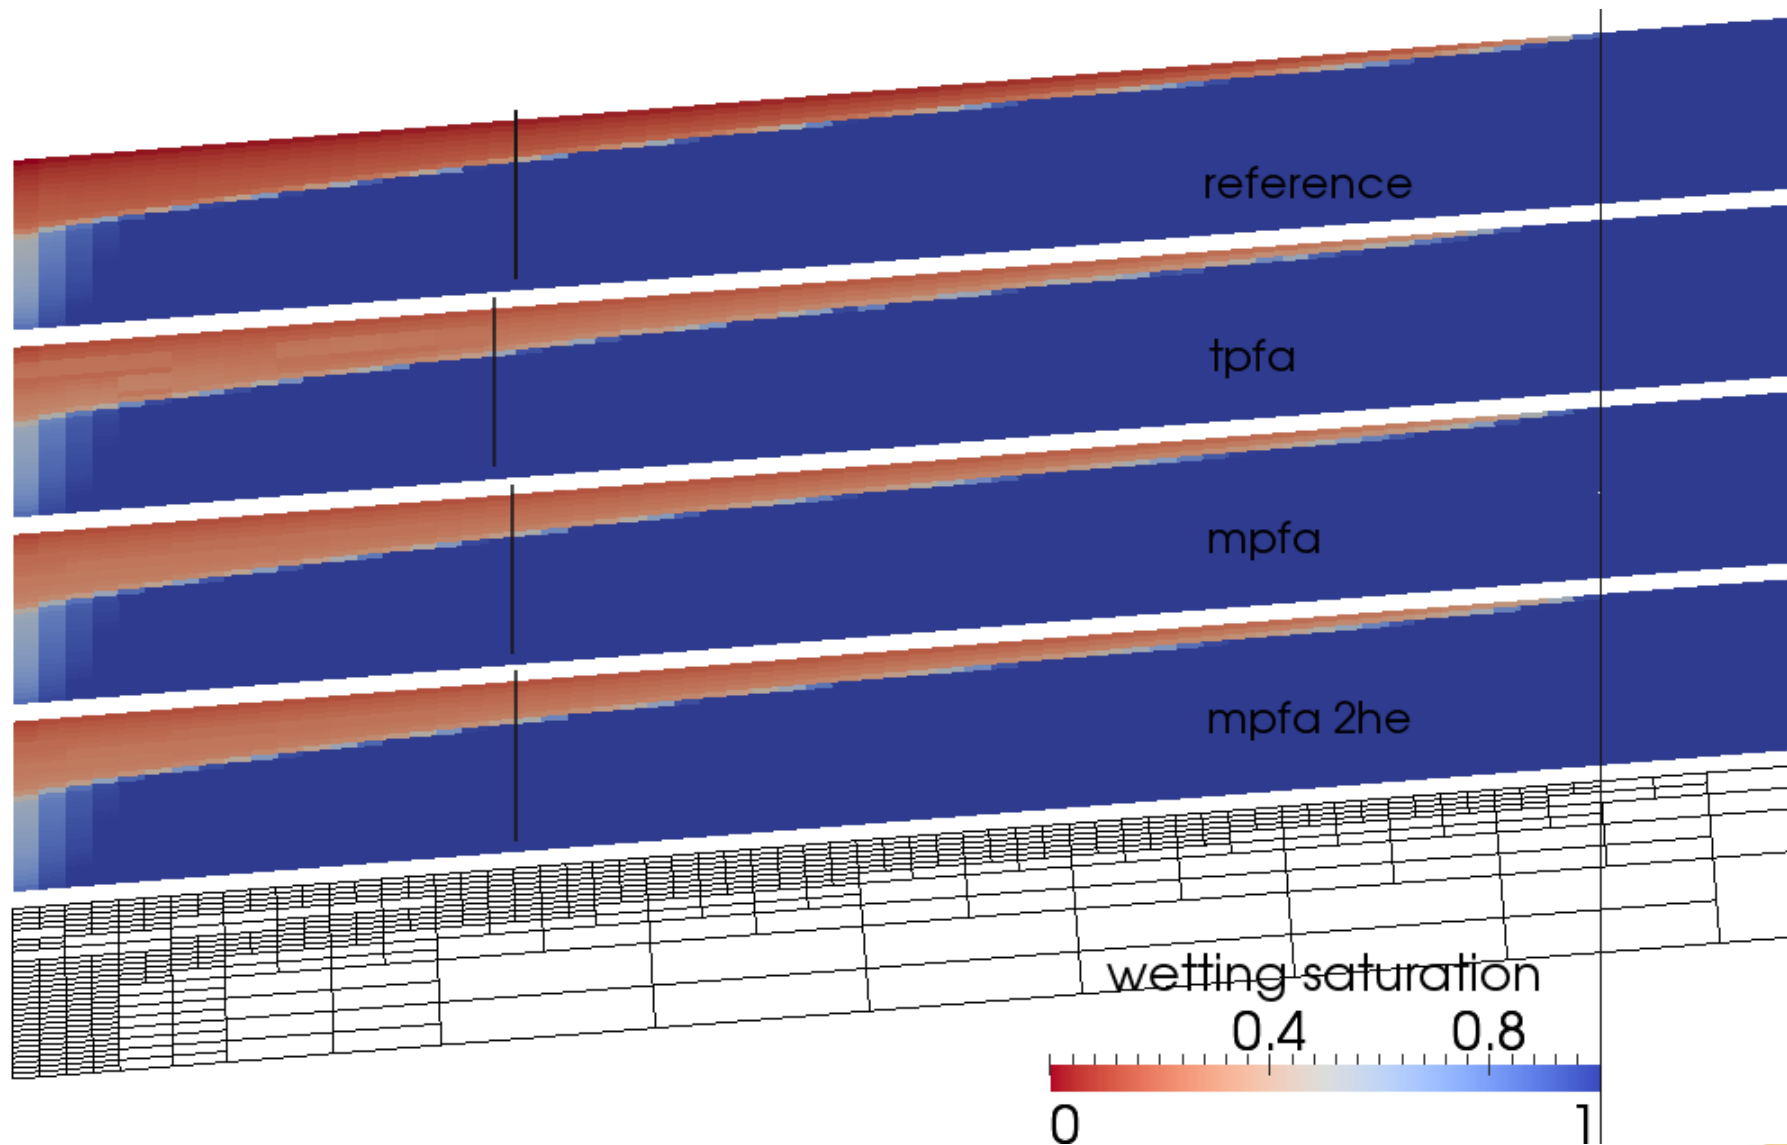 reference
tpfa
mpfa
mpfa 2he
wetting saturation
0.4 0.8
0 1